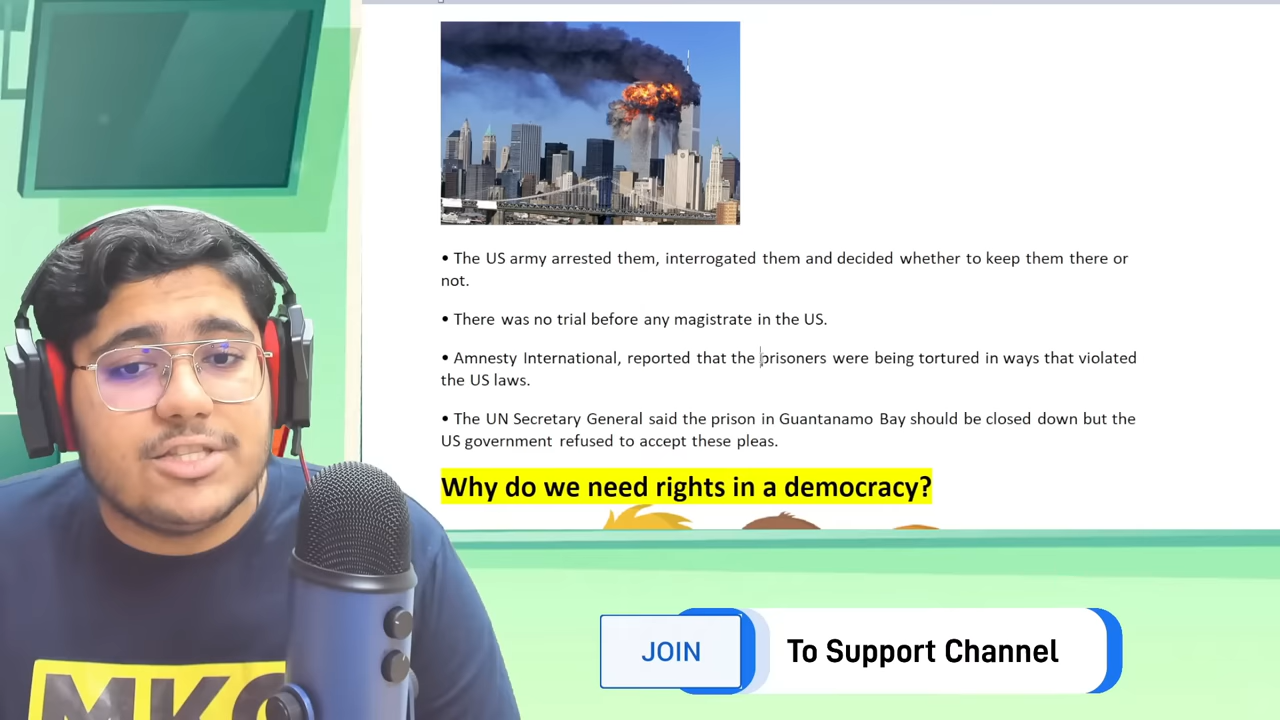 • The US army arrested them, interrogated them and decided whether to keep them there or
not.
• There was no trial before any magistrate in the US.
• Amnesty International, reported that the prisoners were being tortured in ways that violated
the US laws.
• The UN Secretary General said the prison in Guantanamo Bay should be closed down but the
US government refused to accept these pleas.
Why do we need rights in a democracy?
JOIN
To Support Channel